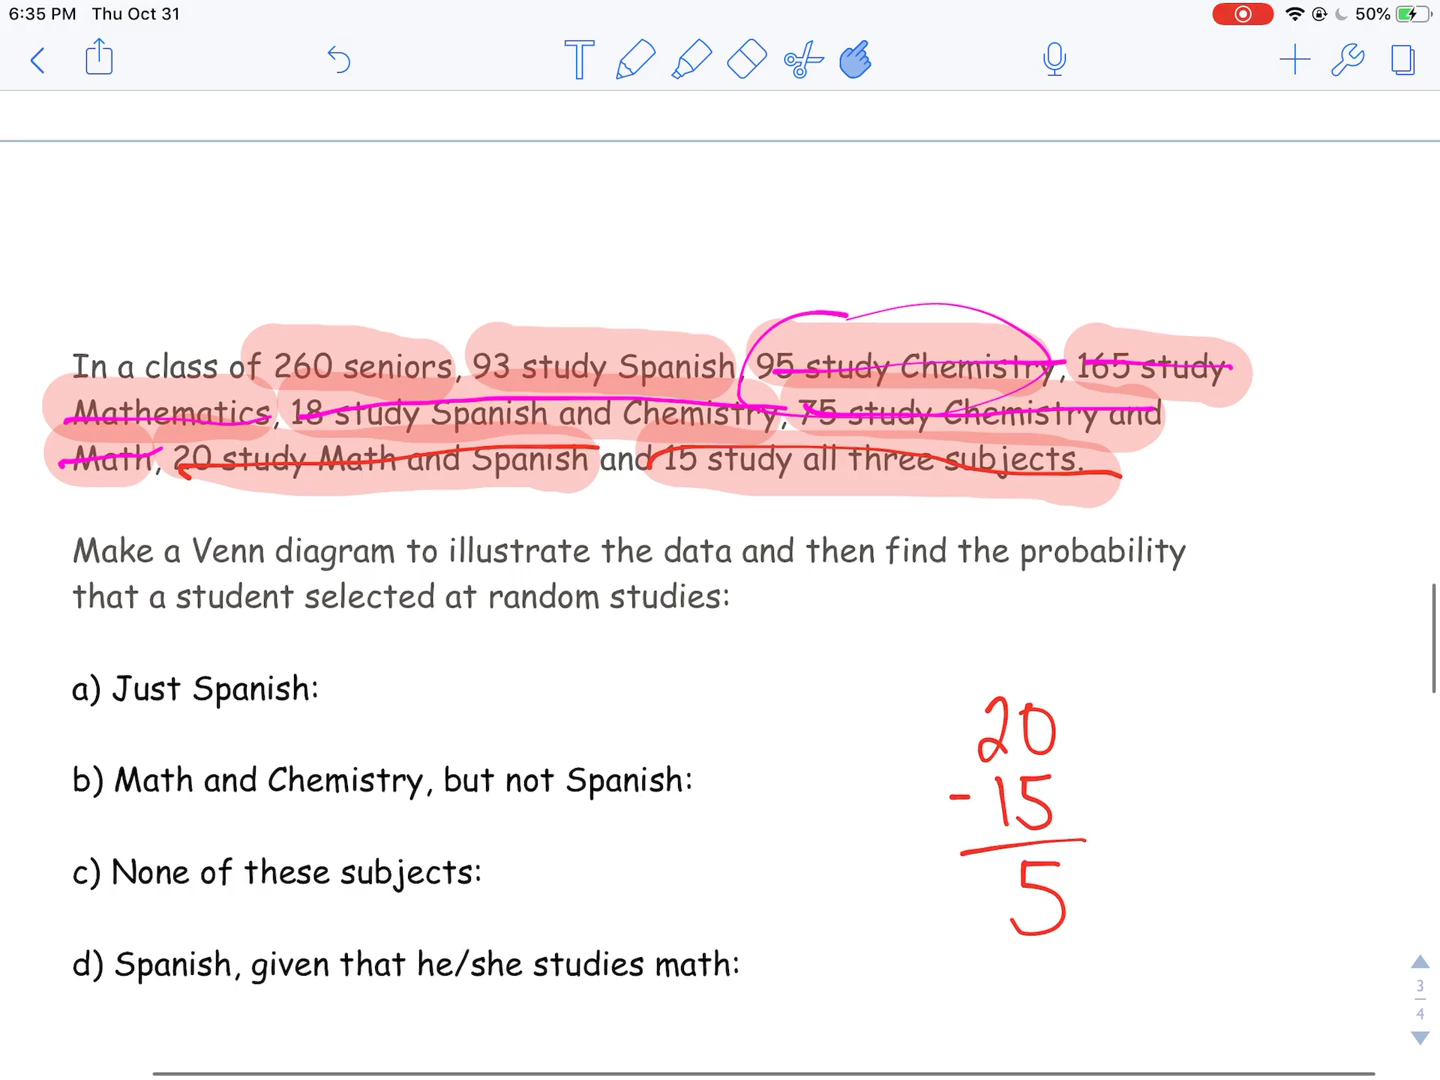 6:35 PM Thu Oct 31
50%
T
In a class of 260 seniors, 93 study Spanish, 95 study Chemistry, 165 study
Mathematics, 18 study Spanish and Chemistry, 75 study Chemistry and
Math, 20 study Math and Spanish and 15 study all three subjects.
Make a Venn diagram to illustrate the data and then find the probability
that a student selected at random studies:
a) Just Spanish:
b) Math and Chemistry, but not Spanish:
c) None of these subjects:
d) Spanish, given that he/she studies math:
20
- 15
5
3
4